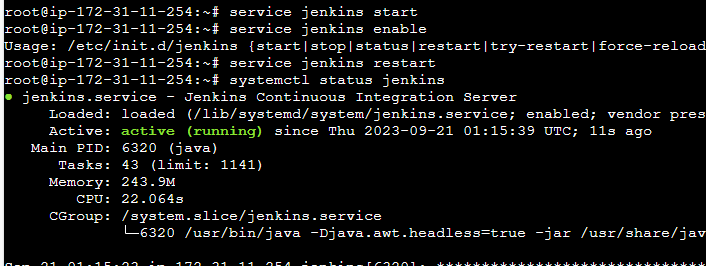 root@ip-172-31-11-254:~# service jenkins start
root@ip-172-31-11-254:~# service jenkins enable
Usage: /etc/init.d/jenkins {start|stop|status|restart|try-restart|force-reload
root@ip-172-31-11-254:~# service jenkins restart
root@ip-172-31-11-254:~# systemctl status jenkins
● jenkins.service - Jenkins Continuous Integration Server
Loaded: loaded (/lib/systemd/system/jenkins.service; enabled; vendor pres
Active: active (running) since Thu 2023-09-21 01:15:39 UTC; 11s ago
Main PID: 6320 (java)
Tasks: 43 (limit: 1141)
Memory: 243.9M
CPU: 22.064s
CGroup: /system.slice/jenkins.service
└─6320 /usr/bin/java -Djava.awt.headless=true -jar /usr/share/jav